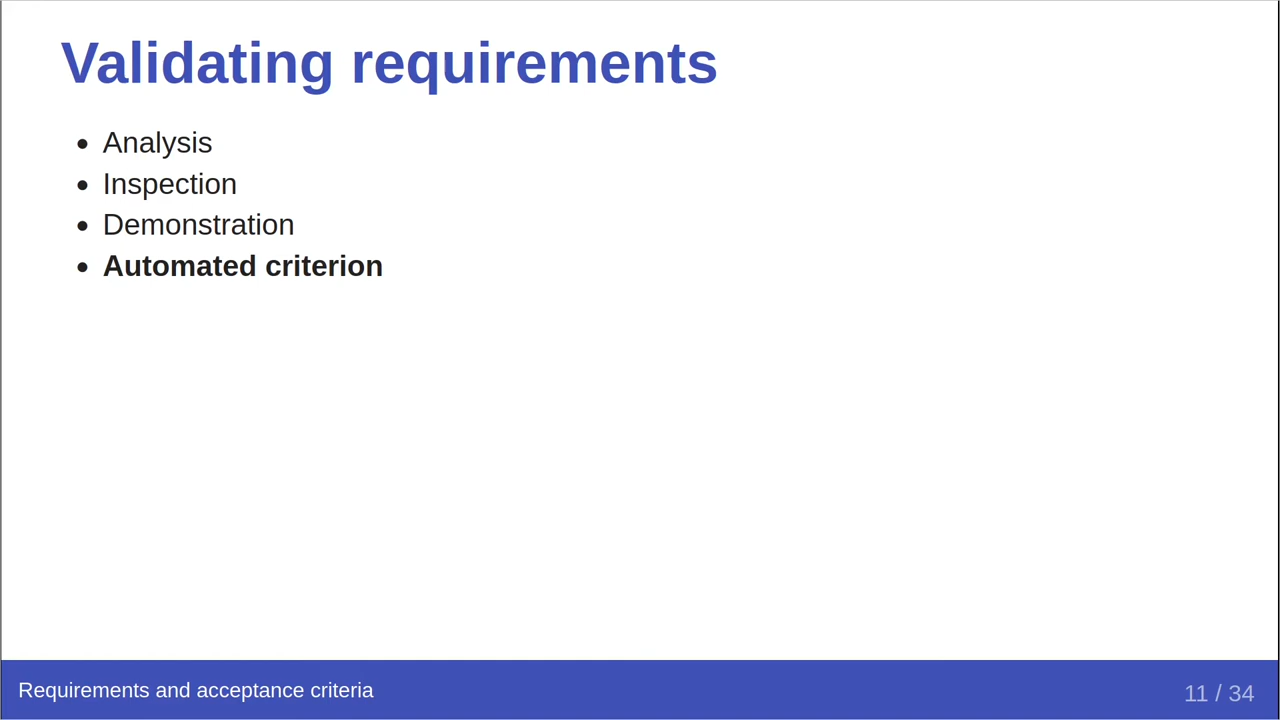 Validating requirements
Analysis
Inspection
Demonstration
Automated criterion
Requirements and acceptance criteria
11 / 34